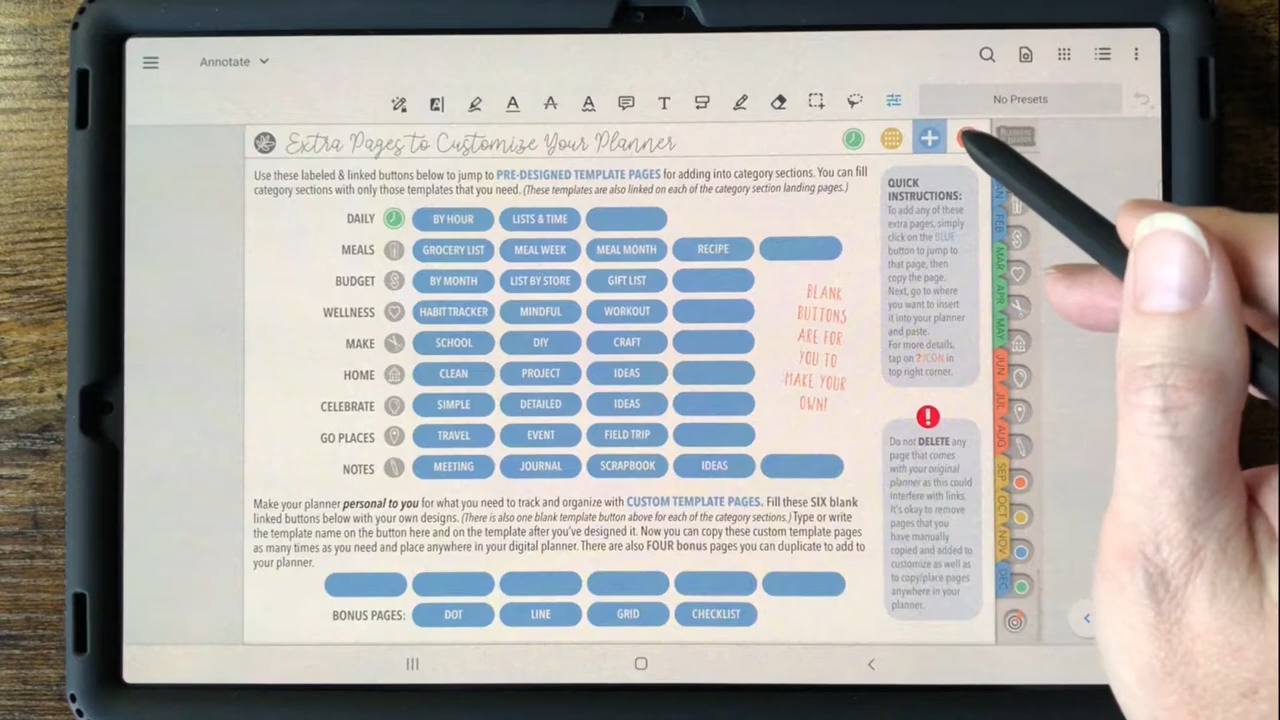 Annotate
No Presets
Extra Pages to Customize Your Planner
Use these labeled & linked buttons below to jump to PRE-DESIGNED TEMPLATE PAGES for adding into category sections. You can fill
category sections with only those templates that you need. (These templates are also linked on each of the category section landing pages.)
DAILY BY HOUR LISTS & TIME
MEALS GROCERY LIST MEAL WEEK MEAL MONTH RECIPE
BUDGET BY MONTH LIST BY STORE GIFT LIST
WELLNESS HABIT TRACKER MINDFUL WORKOUT
MAKE SCHOOL DIY CRAFT
HOME CLEAN PROJECT IDEAS
CELEBRATE SIMPLE DETAILED IDEAS
GO PLACES TRAVEL EVENT FIELD TRIP
NOTES MEETING JOURNAL SCRAPBOOK IDEAS
BLANK
BUTTONS
ARE FOR
YOU TO
MAKE YOUR
OWN!
Make your planner personal to you for what you need to track and organize with CUSTOM TEMPLATE PAGES. Fill these SIX blank
linked buttons below with your own designs. (There is also one blank template button above for each of the category sections.) Type or write
the template name on the button here and on the template after you've designed it. Now you can copy these custom template pages
as many times as you need and place anywhere in your digital planner. There are also FOUR bonus pages you can duplicate to add to
your planner.
BONUS PAGES: DOT LINE GRID CHECKLIST
QUICK
INSTRUCTIONS:
To add any of these
extra pages, simply
click on the BLUE
button to jump to
that page, then
copy the page.
Next, go to where
you want to insert
it into your planner
and paste.
For more details,
tap on ? ICON in
top right corner.
Do not DELETE any
page that comes
with your original
planner as this could
interfere with links.
It's okay to remove
pages that you
have manually
copied and added to
customize as well as
to copy/place pages
anywhere in your
planner.
FEB
MAR
APR
MAY
JUN
JUL
AUG
SEP
OCT
NOV
DEC